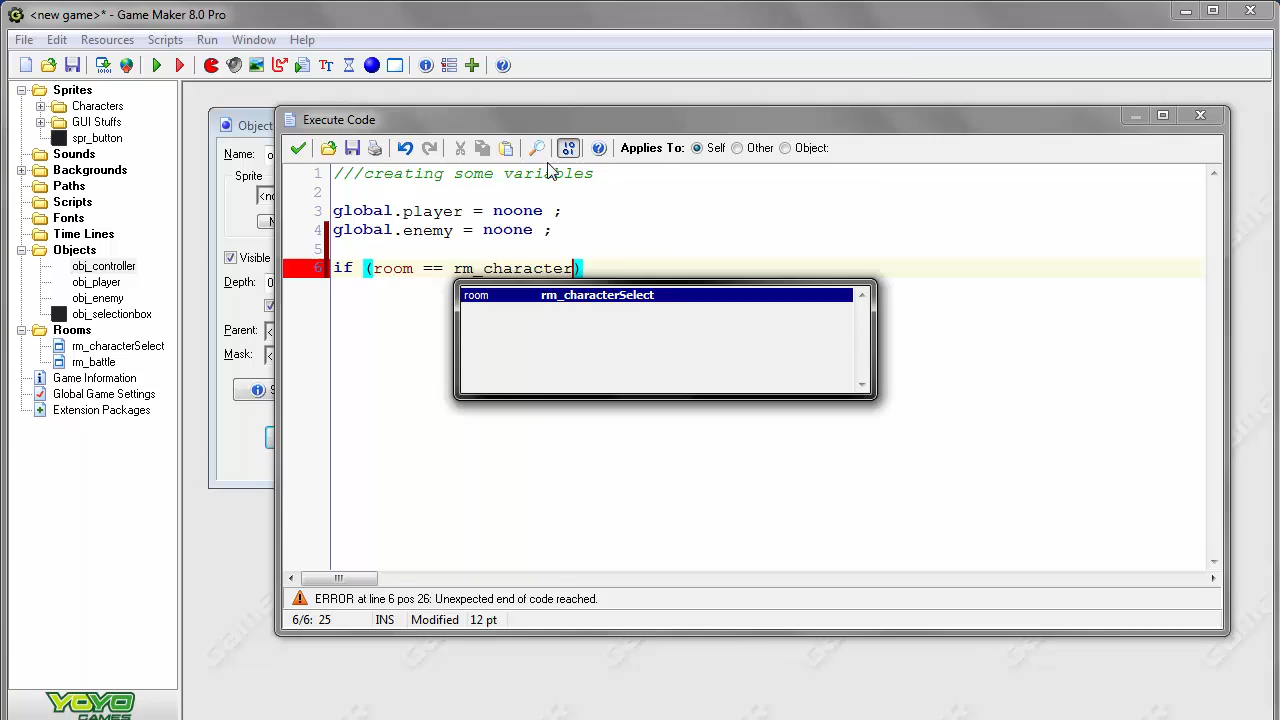 <new game>* - Game Maker 8.0 Pro
File Edit Resources Scripts Run Window Help
Sprites
Characters
GUI Stuffs
spr_button
Sounds
Backgrounds
Paths
Scripts
Fonts
Time Lines
Objects
obj_controller
obj_player
obj_enemy
obj_selectionbox
Rooms
rm_characterSelect
rm_battle
Game Information
Global Game Settings
Extension Packages
YOYO
GAMES
Object
Name: o
Sprite
<no
N
Visible
Depth: 0
Parent: <
Mask: <
Execute Code
Applies To: Self Other Object:
1 ///creating some variables
2
3 global.player = noone ;
4 global.enemy = noone ;
5
6 if (room == rm_character)
room rm_characterSelect
ERROR at line 6 pos 26: Unexpected end of code reached.
6/6: 25 INS Modified 12 pt